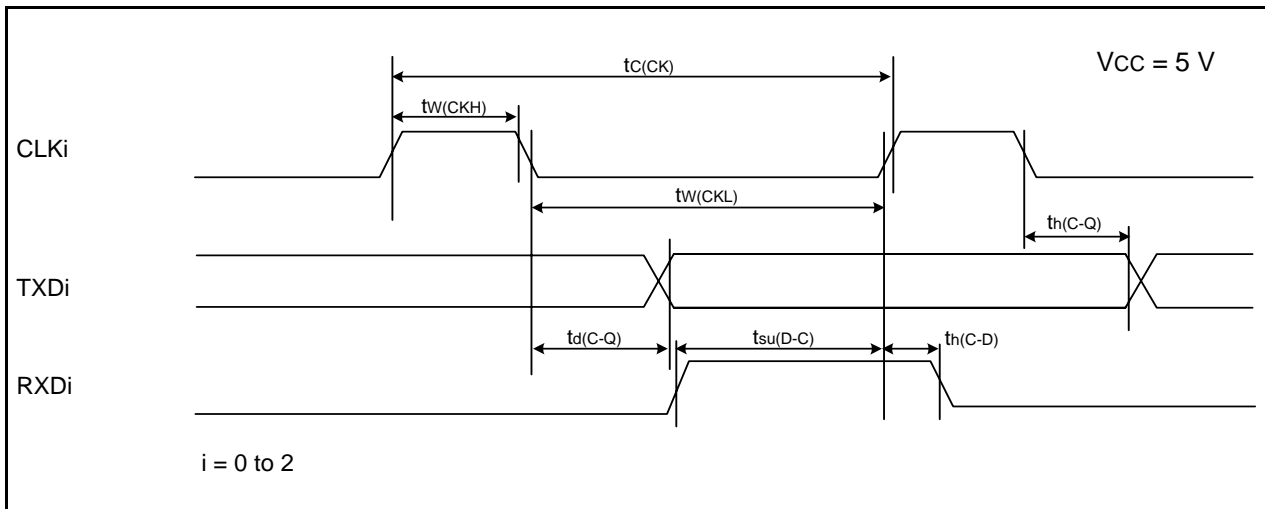 VCC = 5 V
tC(CK)
tW(CKH)
CLKi
tW(CKL)
th(C-Q)
TXDi
td(C-Q)
tsu(D-C)
th(C-D)
RXDi
i = 0 to 2